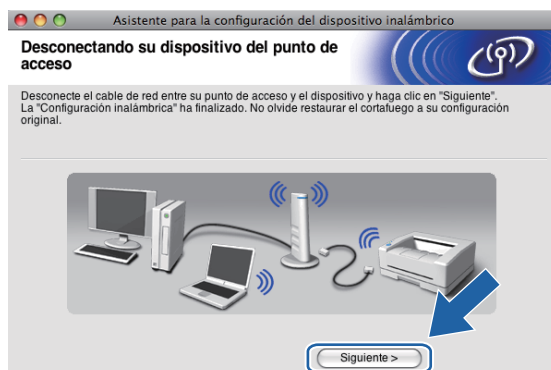 Asistente para la configuración del dispositivo inalámbrico
Desconectando su dispositivo del punto de
acceso
Desconecte el cable de red entre su punto de acceso y el dispositivo y haga clic en "Siguiente".
La "Configuración inalámbrica" ha finalizado. No olvide restaurar el cortafuego a su configuración
original.
Siguiente >